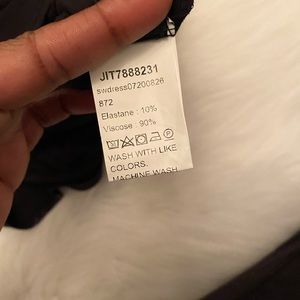 JIT7888231
swdress07200826
872
Elastane : 10%
Viscose : 90%
WASH WITH LIKE
COLORS.
MACHINE WASH